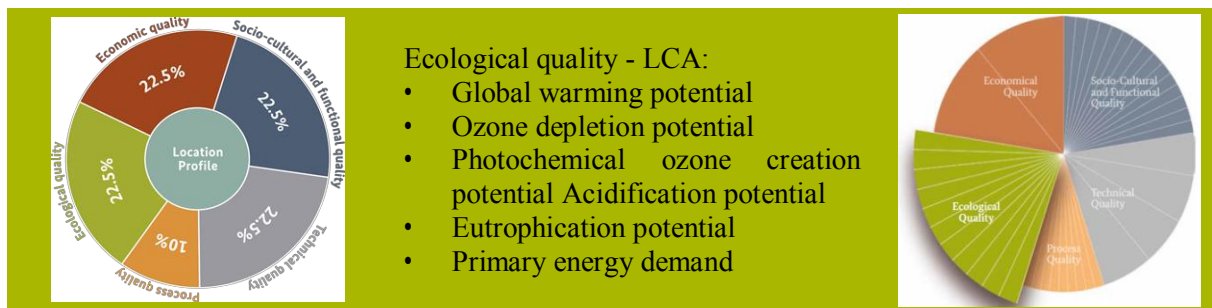 Economic quality
22.5%
Socio-cultural and functional quality
22.5%
Technical quality
22.5%
Process quality
10%
Ecological quality
22.5%
Location
Profile
Ecological quality - LCA:
• Global warming potential
• Ozone depletion potential
• Photochemical ozone creation
potential Acidification potential
• Eutrophication potential
• Primary energy demand
Economical
Quality
Socio-Cultural
and Functional
Quality
Technical
Quality
Process
Quality
Ecological
Quality